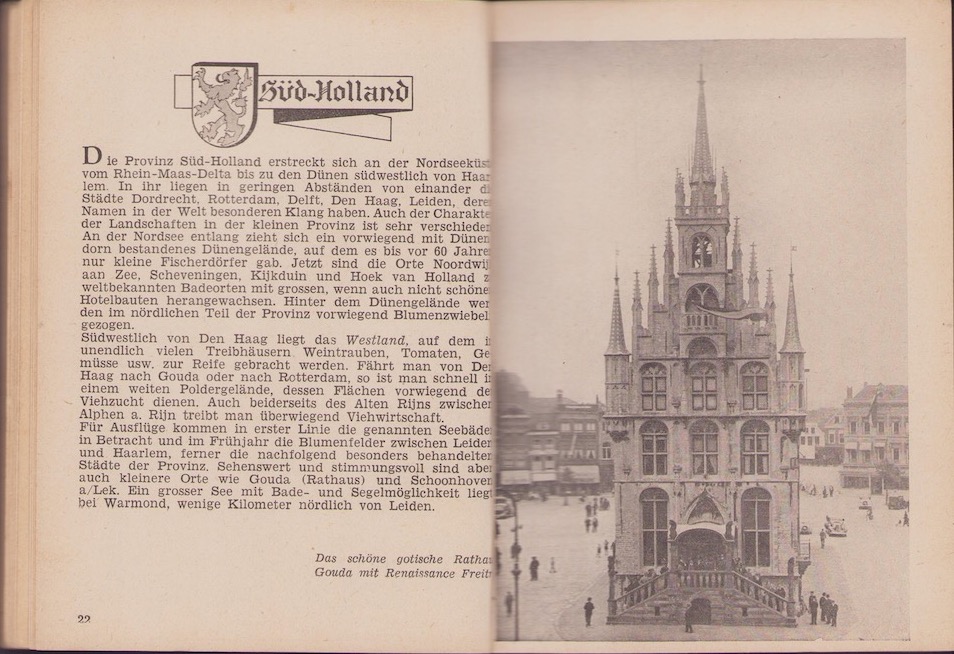 Süd-Holland
Die Provinz Süd-Holland erstreckt sich an der Nordseeküs
vom Rhein-Maas-Delta bis zu den Dünen südwestlich von Haar
lem. In ihr liegen in geringen Abständen von einander d
Städte Dordrecht, Rotterdam, Delft, Den Haag, Leiden, dere
Namen in der Welt besonderen Klang haben. Auch der Charakte
der Landschaften in der kleinen Provinz ist sehr verschieden
An der Nordsee entlang zieht sich ein vorwiegend mit Dünen
dorn bestandenes Dünengelände, auf dem es bis vor 60 Jahre
nur kleine Fischerdörfer gab. Jetzt sind die Orte Noordwij
aan Zee, Scheveningen, Kijkduin und Hoek van Holland z
weltbekannten Badeorten mit grossen, wenn auch nicht schöne
Hotelbauten herangewachsen. Hinter dem Dünengelände wer
den im nördlichen Teil der Provinz vorwiegend Blumenzwiebel
gezogen.
Südwestlich von Den Haag liegt das Westland, auf dem i
unendlich vielen Treibhäusern Weintrauben, Tomaten, Ge
müsse usw. zur Reife gebracht werden. Fährt man von Den
Haag nach Gouda oder nach Rotterdam, so ist man schnell i
einem weiten Poldergelände, dessen Flächen vorwiegend de
Viehzucht dienen. Auch beiderseits des Alten Rijns zwischen
Alphen a. Rijn treibt man überwiegend Viehwirtschaft.
Für Ausflüge kommen in erster Linie die genannten Seebäder
in Betracht und im Frühjahr die Blumenfelder zwischen Leiden
und Haarlem, ferner die nachfolgend besonders behandelten
Städte der Provinz. Sehenswert und stimmungsvoll sind aber
auch kleinere Orte wie Gouda (Rathaus) und Schoonhoven
a/Lek. Ein grosser See mit Bade- und Segelmöglichkeit liegt
bei Warmond, wenige Kilometer nördlich von Leiden.
Das schöne gotische Ratha
Gouda mit Renaissance Freit
22